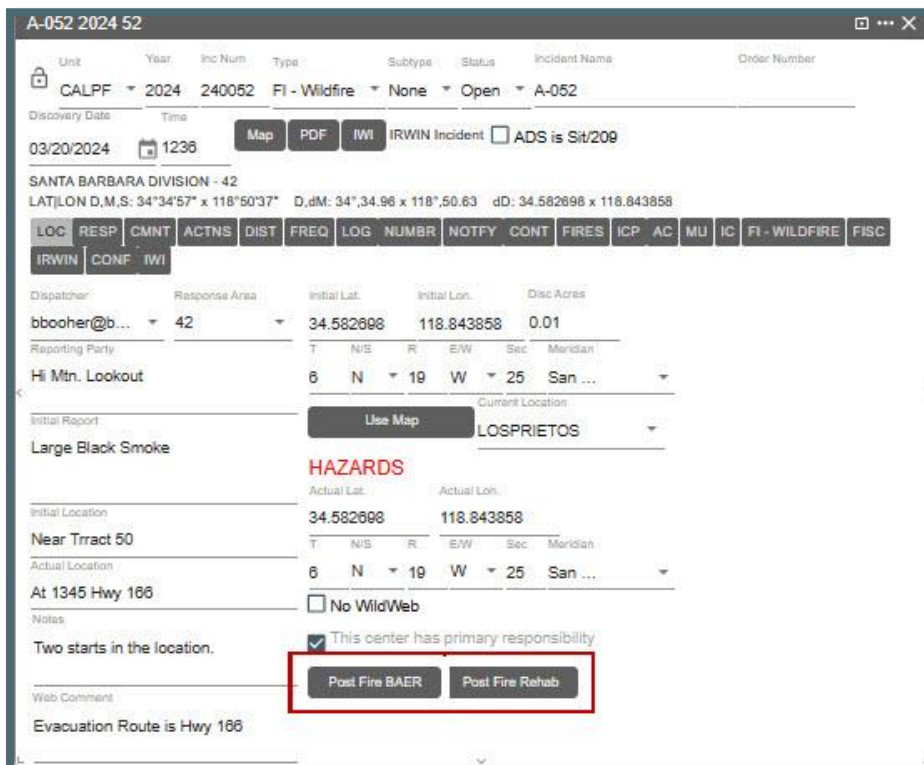 A-052 2024 52
Unit Year Inc Num Type Subtype Status Incident Name Order Number
CALPF 2024 240052 FI - Wildfire None Open A-052
Discovery Date Time
03/20/2024 1236 Map PDF IWI IRWIN Incident ADS is Sit/209
SANTA BARBARA DIVISION - 42
LAT|LON D,M,S: 34°34'57" x 118°50'37" D,dM: 34°,34.96 x 118°,50.63 dD: 34.582698 x 118.843858
LOC RESP CMNT ACTNS DIST FREQ LOG NUMBR NOTFY CONT FIRES ICP AC MU IC FI - WILDFIRE FISC
IRWIN CONF IWI
Dispatcher Response Area Initial Lat. Initial Lon. Disc Acres
bbooher@b... 42 34.582698 118.843858 0.01
Reporting Party T N/S R E/W Sec Meridian
Hi Mtn. Lookout 6 N 19 W 25 San ...
Current Location
Initial Report Use Map LOSPRIETOS
Large Black Smoke
HAZARDS
Actual Lat. Actual Lon.
Initial Location 34.582698 118.843858
Near Trract 50 T N/S R E/W Sec Meridian
Actual Location 6 N 19 W 25 San ...
At 1345 Hwy 166
No WildWeb
Notes
Two starts in the location. This center has primary responsibility
Post Fire BAER Post Fire Rehab
Web Comment
Evacuation Route is Hwy 166